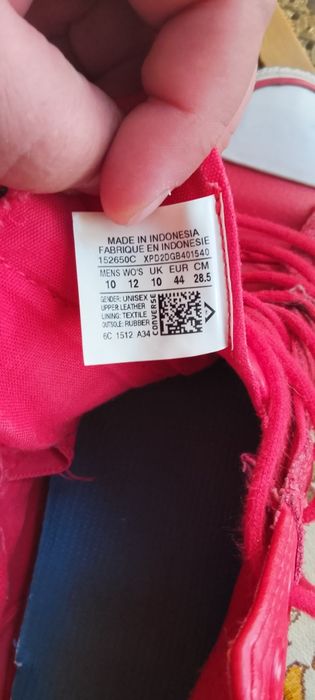 MADE IN INDONESIA
FABRIQUE EN INDONESIE
152650C XPD2DGB401540
MENS WO'S UK EUR CM
10 12 10 44 28.5
GENDER: UNISEX
UPPER: LEATHER
LINING: TEXTILE
OUTSOLE: RUBBER
6C 1512 A34
CONVERSE